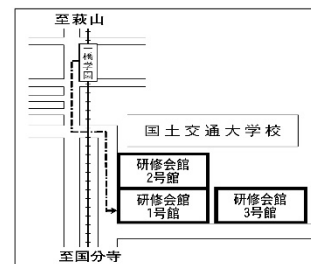 至萩山
一橋学園
国土交通大学校
研修会館
2号館
研修会館
1号館
研修会館
3号館
至国分寺